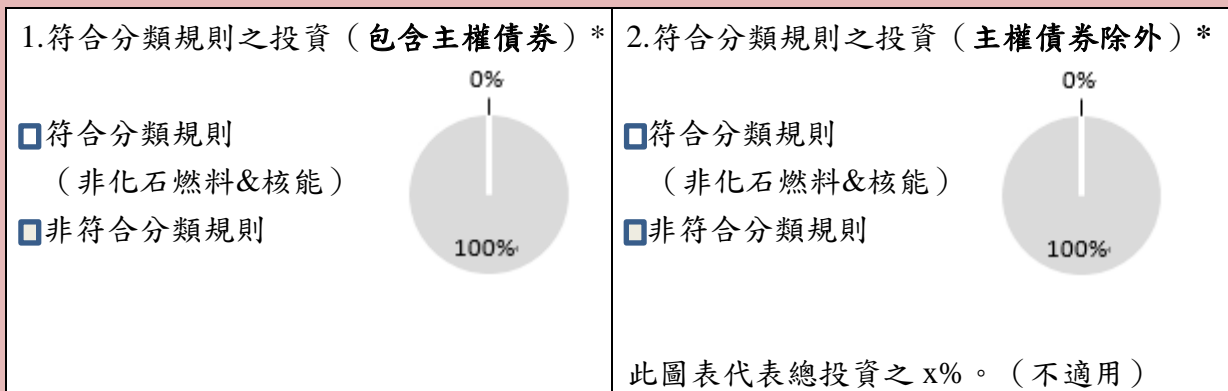 1.符合分類規則之投資（包含主權債券）*
0%
符合分類規則
（非化石燃料&核能）
非符合分類規則
100%
2.符合分類規則之投資（主權債券除外）*
0%
符合分類規則
（非化石燃料&核能）
非符合分類規則
100%
此圖表代表總投資之 x%。（不適用）